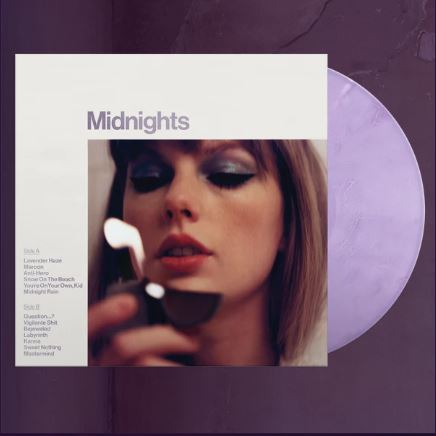 Midnights
Side A
Lavender Haze
Maroon
Anti-Hero
Snow On The Beach
You're On Your Own, Kid
Midnight Rain
Side B
Question...?
Vigilante Shit
Bejeweled
Labyrinth
Karma
Sweet Nothing
Mastermind